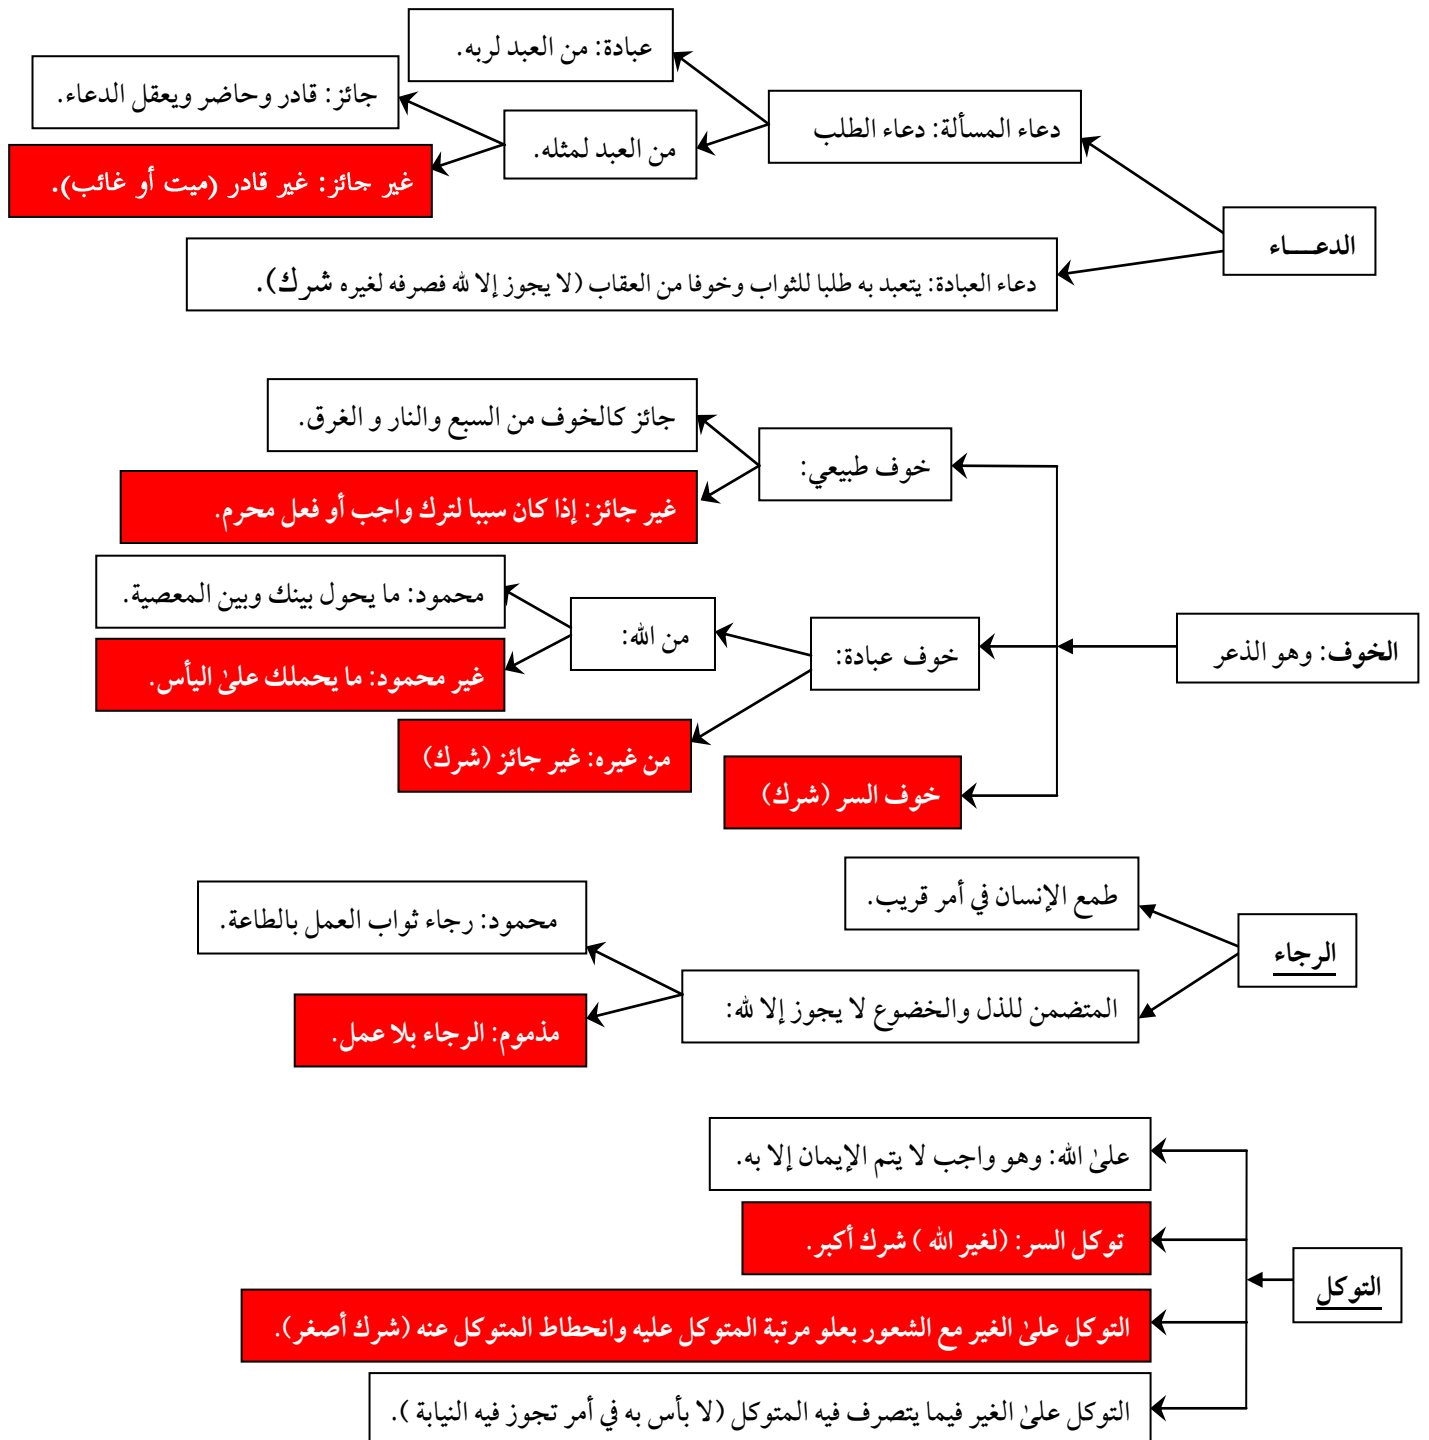 الدعـــاء
دعاء المسألة: دعاء الطلب
عبادة: من العبد لربه.
من العبد لمثله.
جائز: قادر وحاضر ويعقل الدعاء.
غير جائز: غير قادر (ميت أو غائب).
دعاء العبادة: يتعبد به طلبا للثواب وخوفا من العقاب (لا يجوز إلا لله فصرفه لغيره شرك).
الخوف: وهو الذعر
خوف طبيعي:
جائز كالخوف من السبع والنار و الغرق.
غير جائز: إذا كان سببا لترك واجب أو فعل محرم.
خوف عبادة:
من الله:
محمود: ما يحول بينك وبين المعصية.
غير محمود: ما يحملك علىٰ اليأس.
من غيره: غير جائز (شرك)
خوف السر (شرك)
الرجاء
طمع الإنسان في أمر قريب.
المتضمن للذل والخضوع لا يجوز إلا لله:
محمود: رجاء ثواب العمل بالطاعة.
مذموم: الرجاء بلا عمل.
التوكل
علىٰ الله: وهو واجب لا يتم الإيمان إلا به.
توكل السر: (لغير الله ) شرك أكبر.
التوكل علىٰ الغير مع الشعور بعلو مرتبة المتوكل عليه وانحطاط المتوكل عنه (شرك أصغر).
التوكل علىٰ الغير فيما يتصرف فيه المتوكل (لا بأس به في أمر تجوز فيه النيابة ).